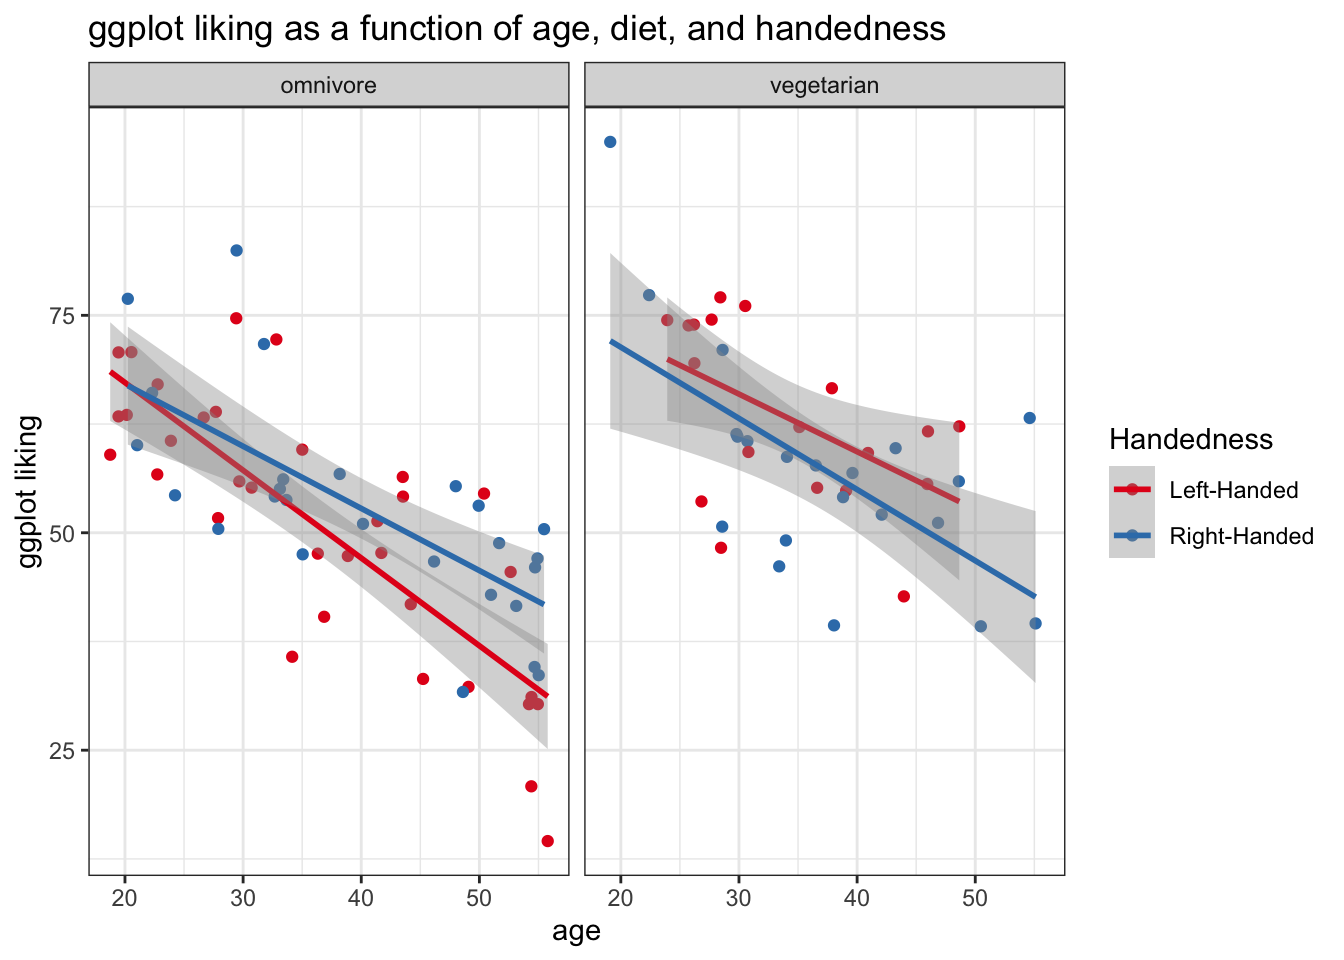 ggplot liking as a function of age, diet, and handedness
omnivore
vegetarian
75
50
25
ggplot liking
20 30 40 50
20 30 40 50
age
Handedness
Left-Handed
Right-Handed